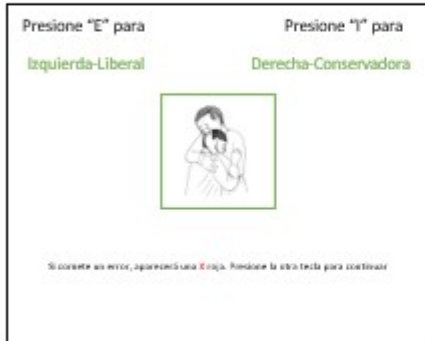 Presione “E” para
Presione “I” para
Izquierda-Liberal
Derecha-Conservadora
Si comete un error, aparecerá una X roja. Presione la otra tecla para continuar